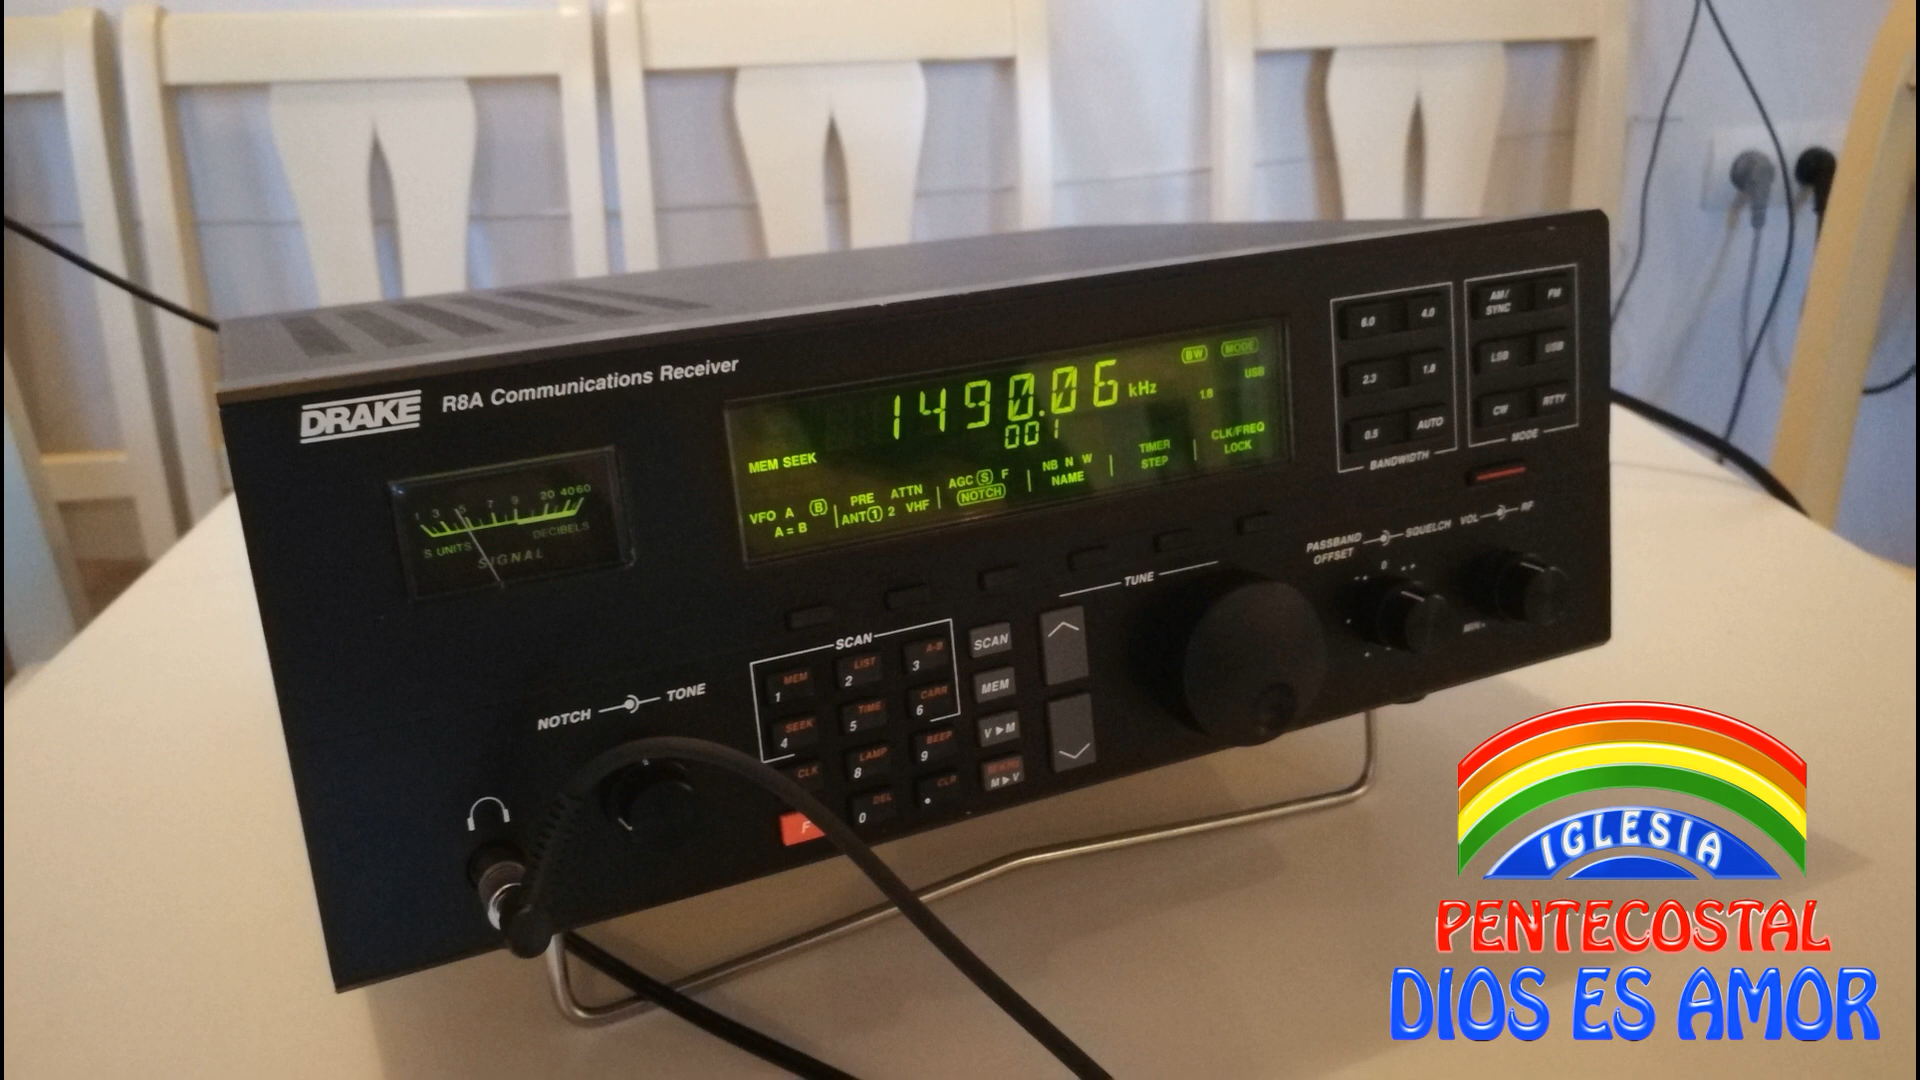 DRAKE R8A Communications Receiver
1490.06 kHz
001
BW MODE
USB
1.8
MEM SEEK
VFO A B
A = B
PRE ATTN
ANT 1 2 VHF
AGC S F
NOTCH
NB N W
NAME
TIMER
STEP
CLK/FREQ
LOCK
1 3 5 7 9 20 40 60
S UNITS DECIBELS
SIGNAL
6.0 4.0
2.3 1.8
0.5 AUTO
BANDWIDTH
AM/
SYNC
FM
LSB USB
CW RTTY
MODE
PASSBAND
OFFSET
SQUELCH
0
VOL RF
MIN
TUNE
NOTCH TONE
SCAN
MEM 1
LIST 2
A-B 3
SEEK 4
TIME 5
CARR 6
CLK
LAMP 8
BEEP 9
F
DEL 0
CLR .
SCAN
MEM
V►M
M►V
IGLESIA
PENTECOSTAL
DIOS ES AMOR